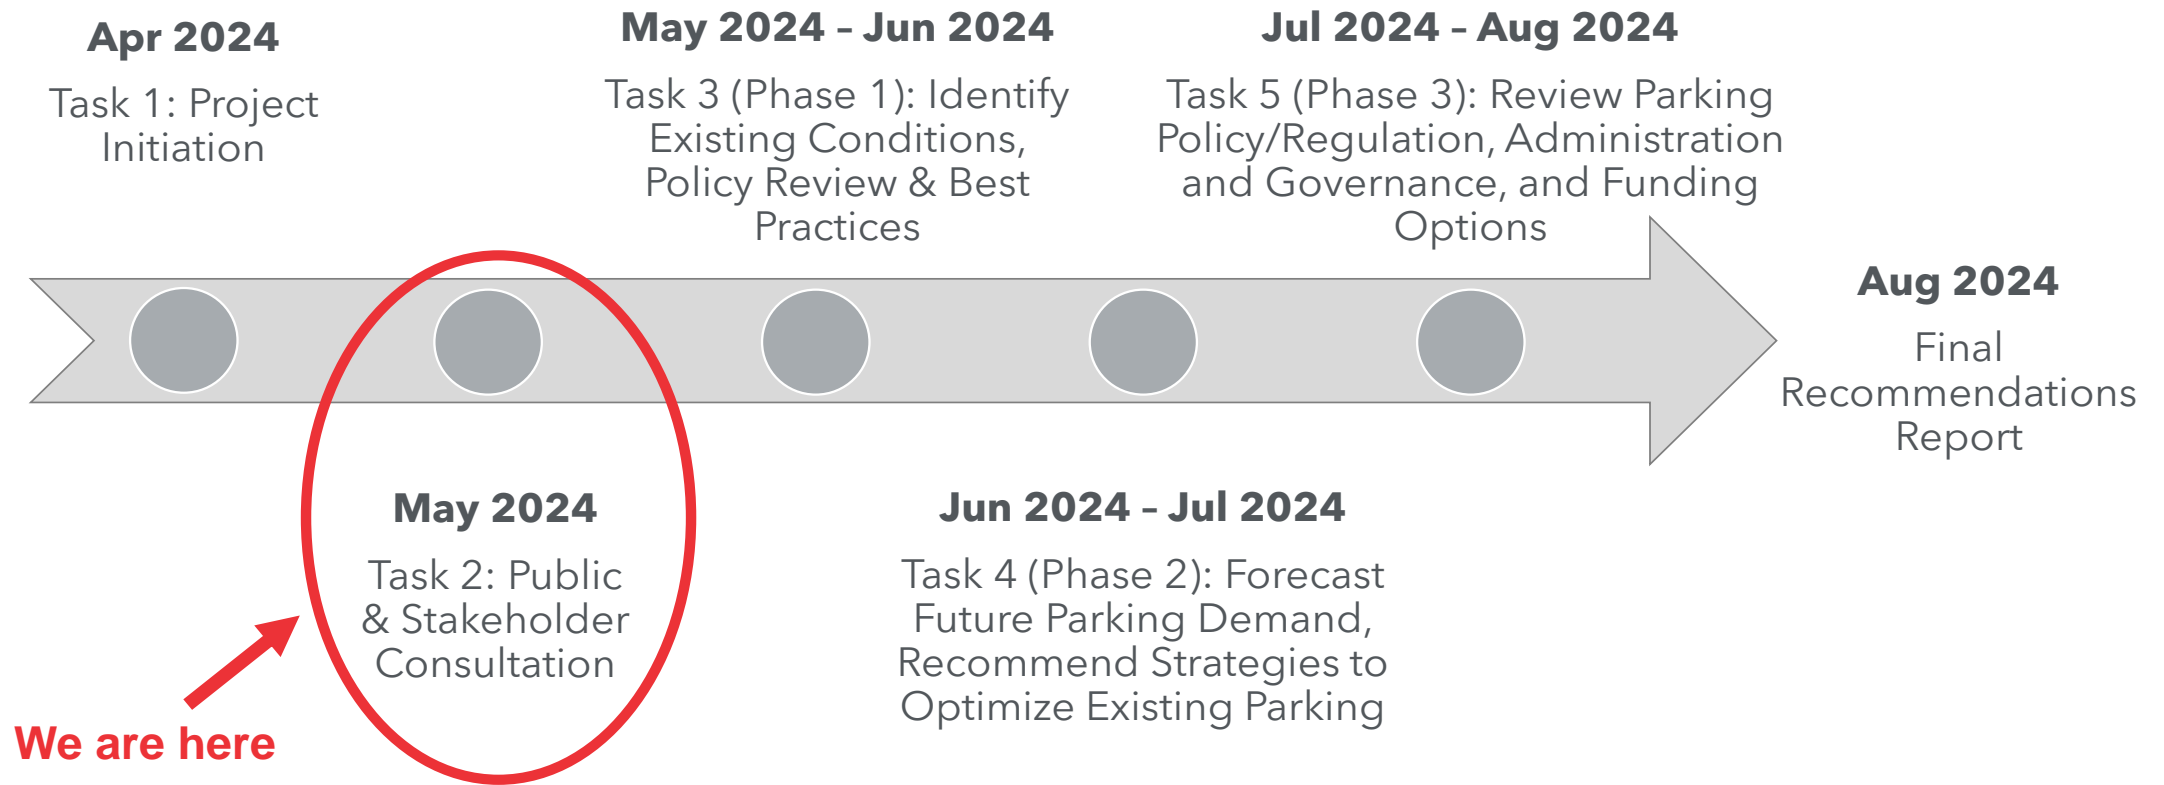 Apr 2024
Task 1: Project
Initiation
May 2024 – Jun 2024
Task 3 (Phase 1): Identify
Existing Conditions,
Policy Review & Best
Practices
Jul 2024 – Aug 2024
Task 5 (Phase 3): Review Parking
Policy/Regulation, Administration
and Governance, and Funding
Options
Aug 2024
Final
Recommendations
Report
May 2024
Task 2: Public
& Stakeholder
Consultation
Jun 2024 – Jul 2024
Task 4 (Phase 2): Forecast
Future Parking Demand,
Recommend Strategies to
Optimize Existing Parking
We are here